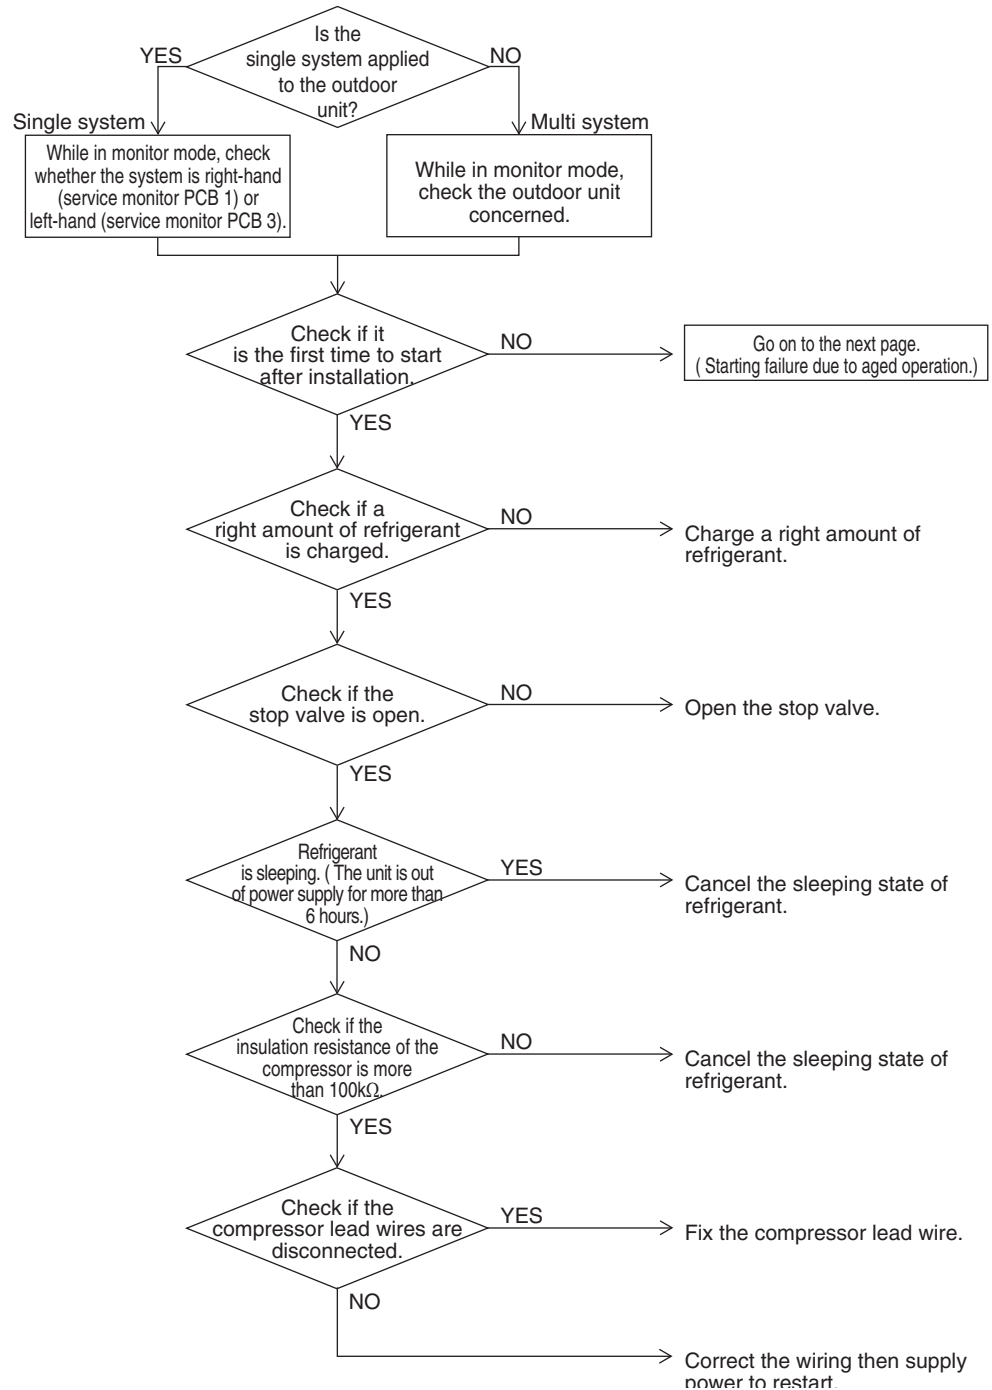 Is the
single system applied
to the outdoor
unit?
YES
NO
Single system
Multi system
While in monitor mode, check
whether the system is right-hand
(service monitor PCB 1) or
left-hand (service monitor PCB 3).
While in monitor mode,
check the outdoor unit
concerned.
Check if it
is the first time to start
after installation.
NO
Go on to the next page.
( Starting failure due to aged operation.)
YES
Check if a
right amount of refrigerant
is charged.
NO
Charge a right amount of
refrigerant.
YES
Check if the
stop valve is open.
NO
Open the stop valve.
YES
Refrigerant
is sleeping. ( The unit is out
of power supply for more than
6 hours.)
YES
Cancel the sleeping state of
refrigerant.
NO
Check if the
insulation resistance of the
compressor is more
than 100kΩ.
NO
Cancel the sleeping state of
refrigerant.
YES
Check if the
compressor lead wires are
disconnected.
YES
Fix the compressor lead wire.
NO
Correct the wiring then supply
power to restart.